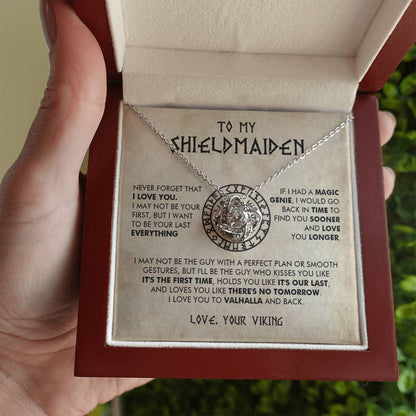 TO MY
SHIELDMAIDEN
NEVER FORGET THAT
I LOVE YOU.
I MAY NOT BE YOUR
FIRST, BUT I WANT
TO BE YOUR LAST
EVERYTHING
IF I HAD A MAGIC
GENIE, I WOULD GO
BACK IN TIME TO
FIND YOU SOONER
AND LOVE
YOU LONGER.
I MAY NOT BE THE GUY WITH A PERFECT PLAN OR SMOOTH
GESTURES, BUT I'LL BE THE GUY WHO KISSES YOU LIKE
IT'S THE FIRST TIME, HOLDS YOU LIKE IT'S OUR LAST,
AND LOVES YOU LIKE THERE'S NO TOMORROW.
I LOVE YOU TO VALHALLA AND BACK.
LOVE, YOUR VIKING